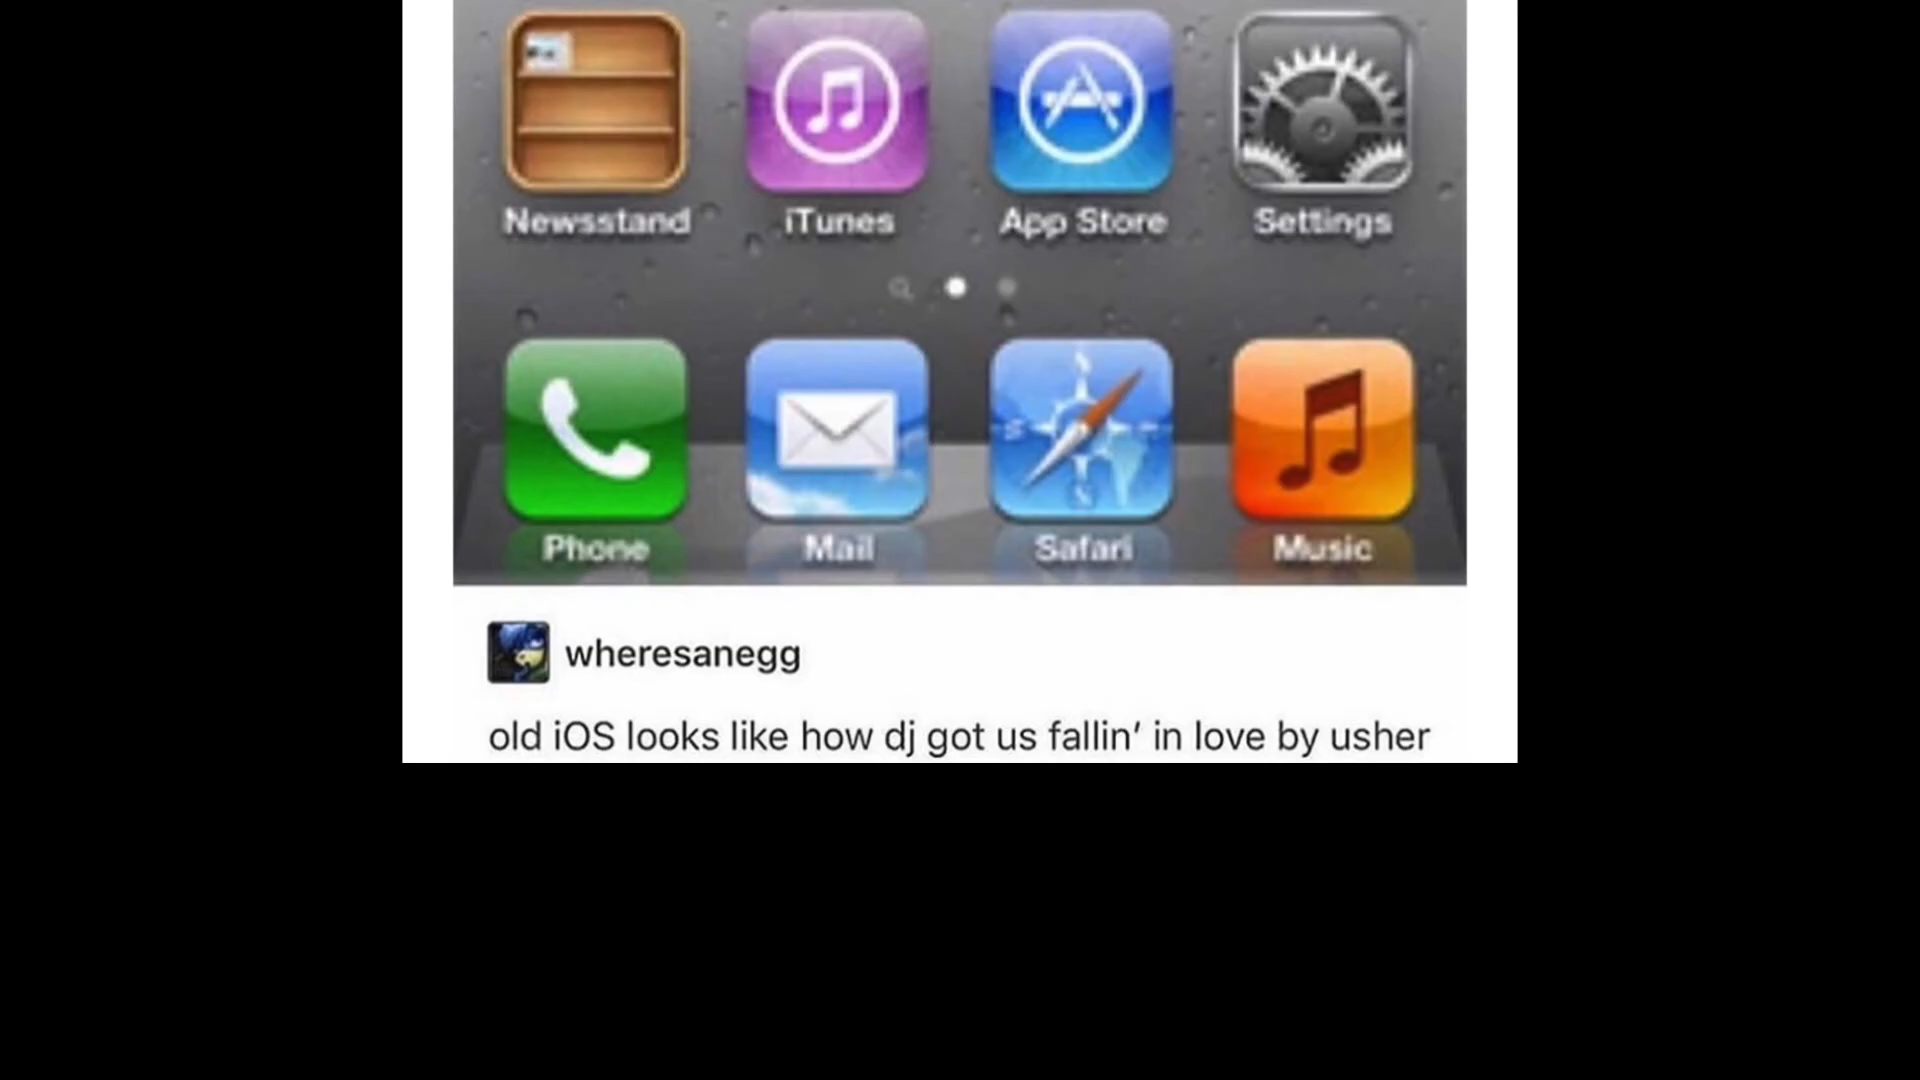 Newsstand iTunes App Store Settings
Phone Mail Safari Music
wheresanegg
old iOS looks like how dj got us fallin’ in love by usher